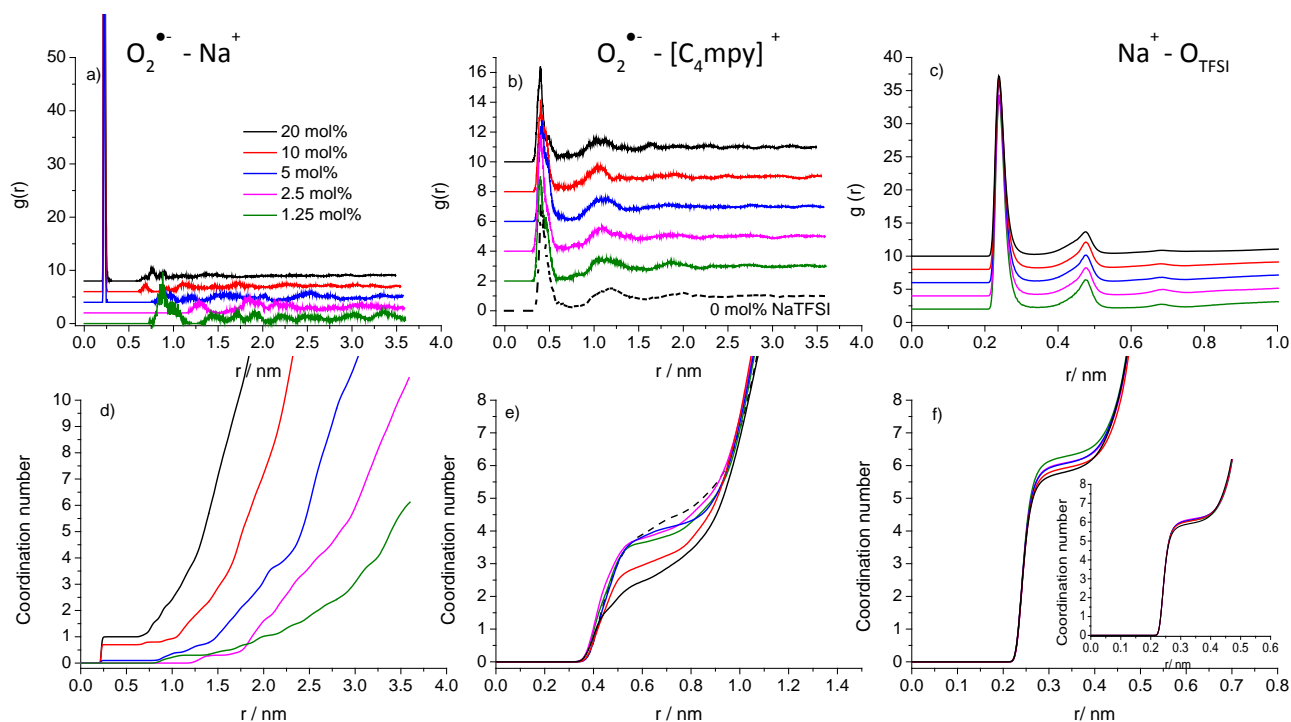 O₂●- - Na⁺
O₂●- - [C₄mpy]⁺
Na⁺ - O_TFSI
a)
g(r)
50
40
30
20
10
0
20 mol%
10 mol%
5 mol%
2.5 mol%
1.25 mol%
0.0 0.5 1.0 1.5 2.0 2.5 3.0 3.5
r / nm
b)
g(r)
16
14
12
10
8
6
4
2
0
0 mol% NaTFSI
0.0 0.5 1.0 1.5 2.0 2.5 3.0 3.5
r / nm
c)
g (r)
40
35
30
25
20
15
10
5
0
0.0 0.2 0.4 0.6 0.8 1.0
r/ nm
d)
Coordination number
10
9
8
7
6
5
4
3
2
1
0
0.0 0.5 1.0 1.5 2.0 2.5 3.0 3.5
r / nm
e)
Coordination number
8
7
6
5
4
3
2
1
0
0.0 0.2 0.4 0.6 0.8 1.0 1.2 1.4
r / nm
f)
Coordination number
8
7
6
5
4
3
2
1
0
0.0 0.1 0.2 0.3 0.4 0.5 0.6 0.7 0.8
r/ nm
Coordination number
8
7
6
5
4
3
2
1
0
0.0 0.1 0.2 0.3 0.4 0.5 0.6
r/ nm